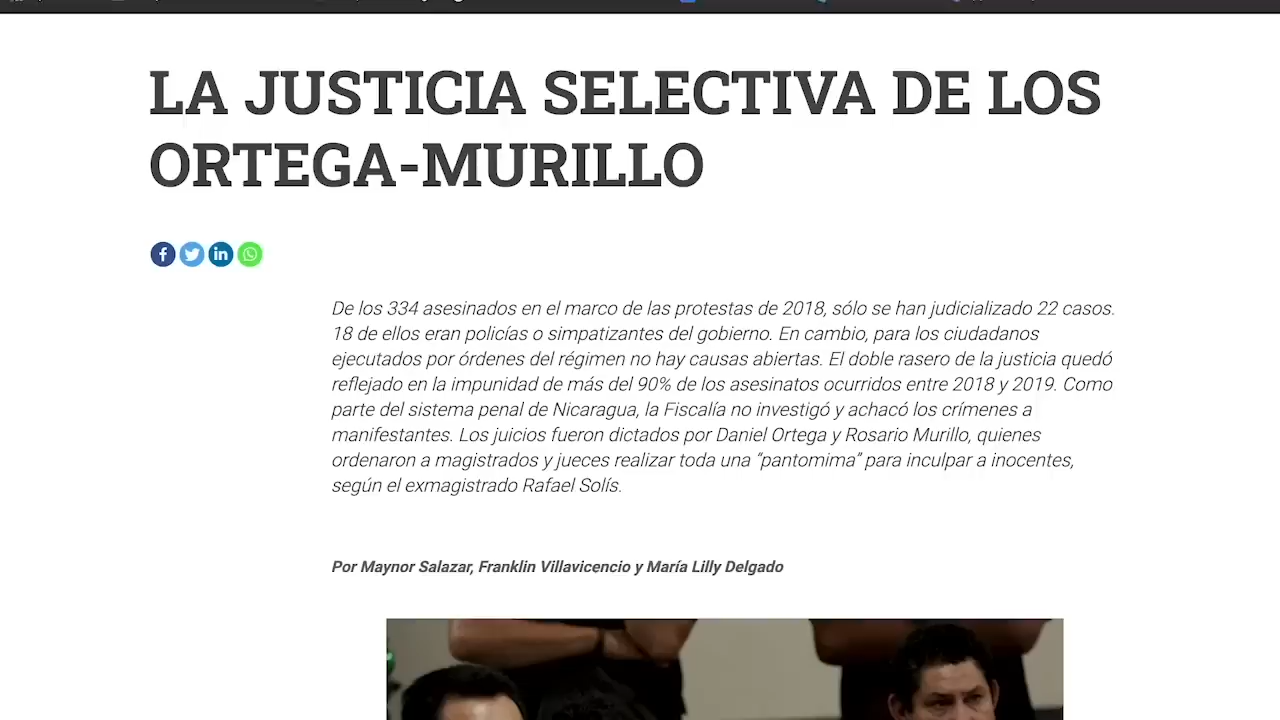 LA JUSTICIA SELECTIVA DE LOS
ORTEGA-MURILLO
De los 334 asesinados en el marco de las protestas de 2018, sólo se han judicializado 22 casos.
18 de ellos eran policías o simpatizantes del gobierno. En cambio, para los ciudadanos
ejecutados por órdenes del régimen no hay causas abiertas. El doble rasero de la justicia quedó
reflejado en la impunidad de más del 90% de los asesinatos ocurridos entre 2018 y 2019. Como
parte del sistema penal de Nicaragua, la Fiscalía no investigó y achacó los crímenes a
manifestantes. Los juicios fueron dictados por Daniel Ortega y Rosario Murillo, quienes
ordenaron a magistrados y jueces realizar toda una “pantomima” para inculpar a inocentes,
según el exmagistrado Rafael Solís.
Por Maynor Salazar, Franklin Villavicencio y María Lilly Delgado